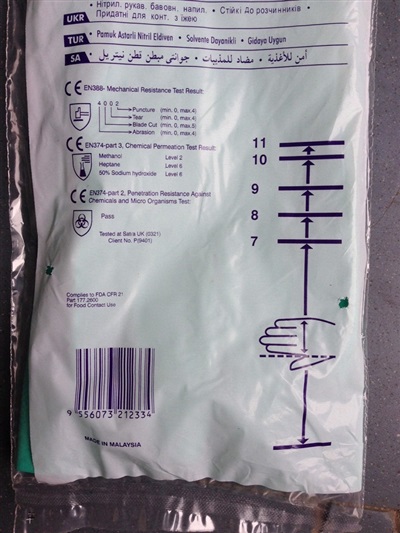 • Нітрил. рукав. бавовн. напил. • Стійкі до розчинників •
UKR Придатні для конт. з їжею
TUR • Pamuk Astarli Nitril Eldiven • Solvente Dayanikli • Gidaya Uygun
SA • جوانتي مبطن قطن نيتريل • مضاد للمذيبات • أمن للأغذية
CE EN388- Mechanical Resistance Test Result:
4 0 0 2
Puncture (min. 0, max.4)
Tear (min. 0, max.4)
Blade Cut (min. 0, max.5)
Abrasion (min. 0, max.4)
CE EN374-part 3, Chemical Permeation Test Result:
Methanol Level 2
Heptane Level 6
50% Sodium hydroxide Level 6
CE EN374-part 2, Penetration Resistance Against
Chemicals and Micro Organisms Test:
Pass
Tested at Satra UK (0321)
Client No. P(9401)
11
10
9
8
7
Complies to FDA CFR 21
Part 177.2600
for Food Contact Use
9 556073 212334
MADE IN MALAYSIA